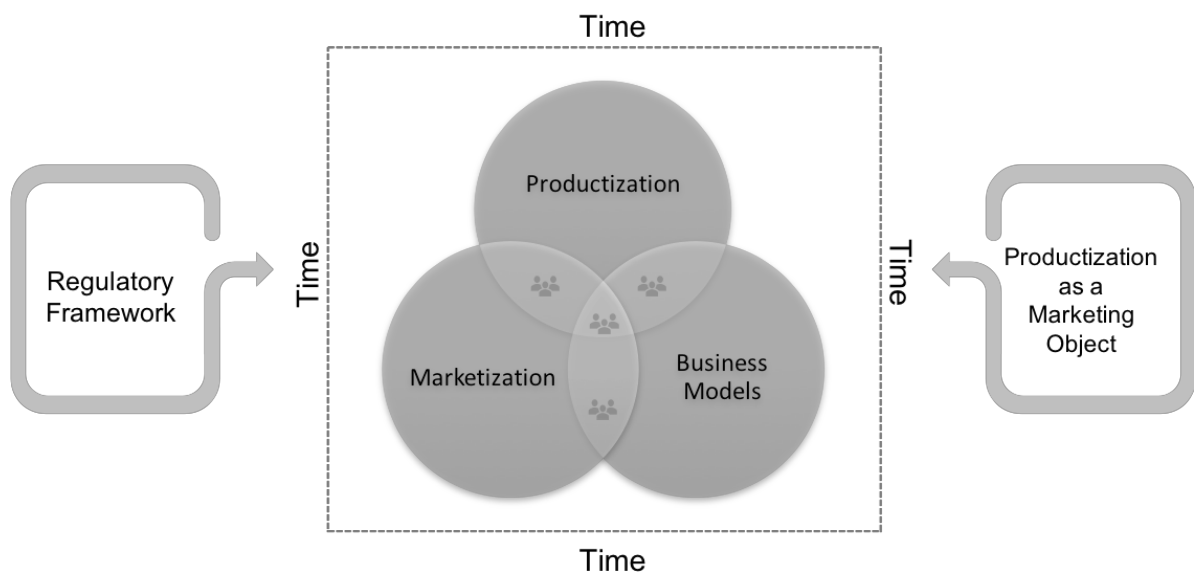 Time
Productization
Regulatory
Framework
Time
Time
Productization
as a
Marketing
Object
Marketization
Business
Models
Time